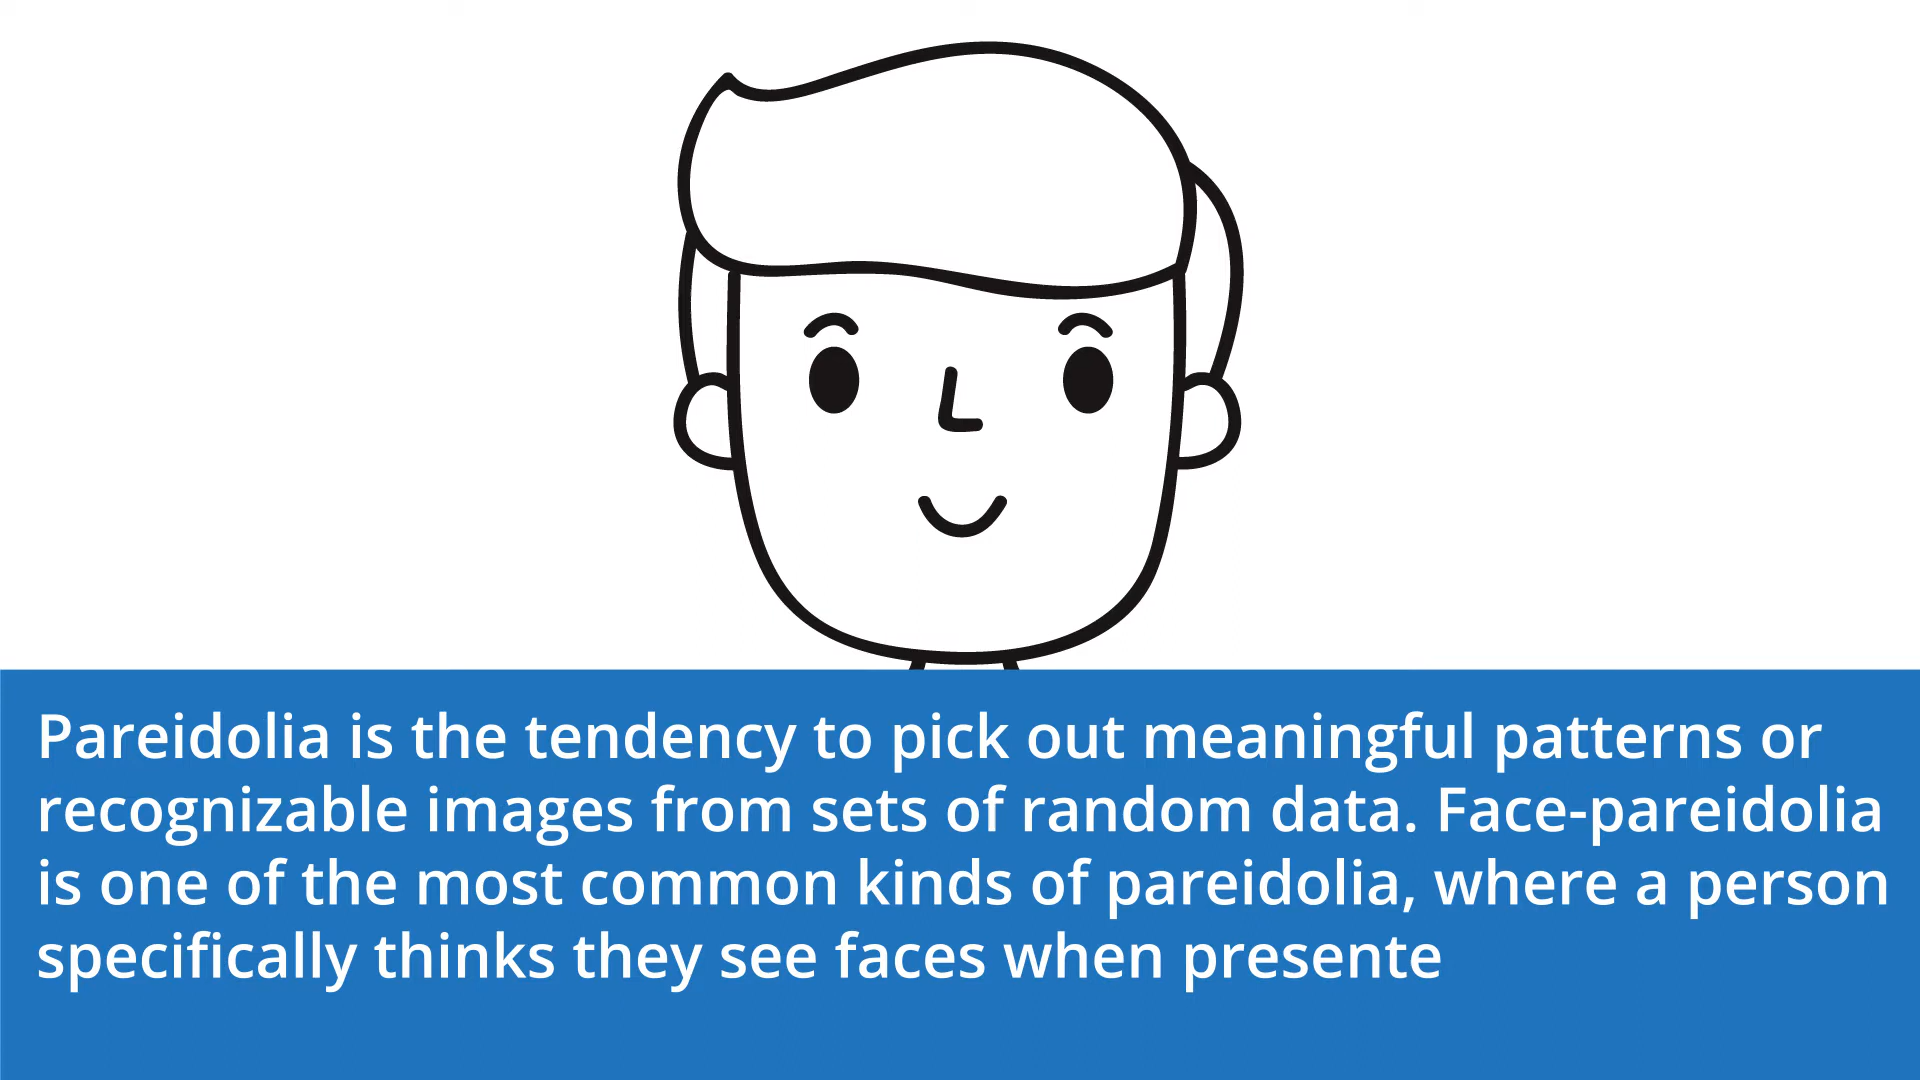 Pareidolia is the tendency to pick out meaningful patterns or
recognizable images from sets of random data. Face-pareidolia
is one of the most common kinds of pareidolia, where a person
specifically thinks they see faces when presente